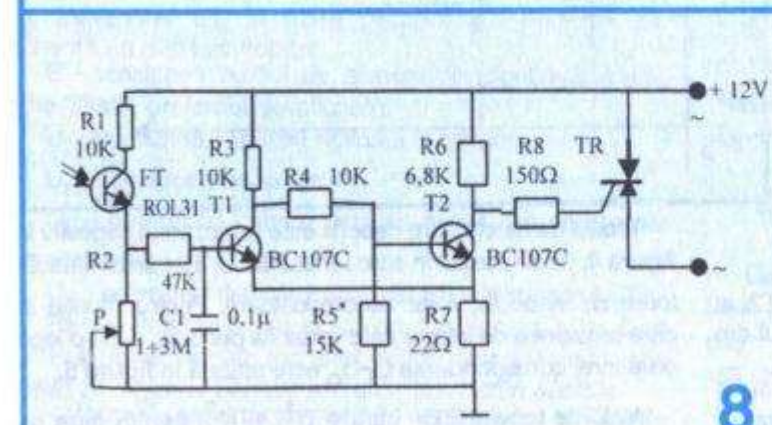 + 12V
~
R1
10K
FT
ROL31
R3
10K
T1
R4 10K
R6
6,8K
T2
R8
150Ω
TR
BC107C
BC107C
R2
47K
P
1÷3M
C1
0,1µ
R5
15K
R7
22Ω
~
8